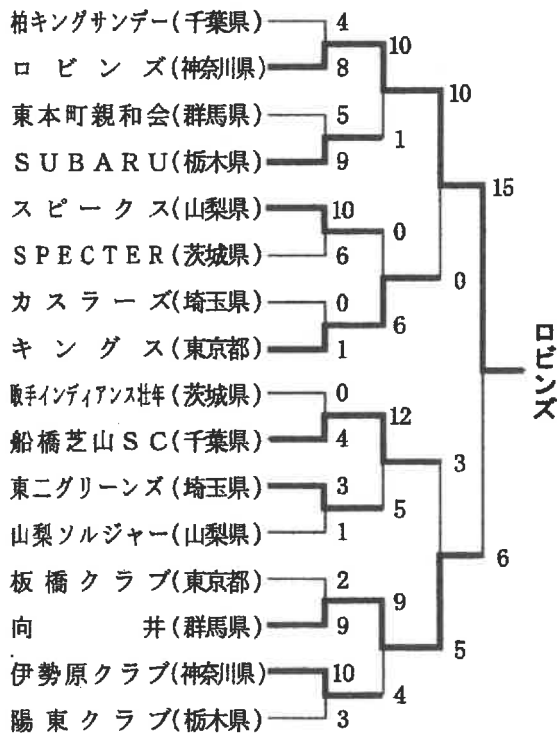 柏キングサンデー(千葉県) 4
ロビンズ(神奈川県) 8
10
東本町親和会(群馬県) 5
SUBARU(栃木県) 9
1
10
スピークス(山梨県) 10
SPECTER(茨城県) 6
0
カスラーズ(埼玉県) 0
キングス(東京都) 1
6
0
15
取手インディアンス壮年(茨城県) 0
船橋芝山SC(千葉県) 4
12
東二グリーンズ(埼玉県) 3
山梨ソルジャー(山梨県) 1
5
3
板橋クラブ(東京都) 2
向井(群馬県) 9
9
伊勢原クラブ(神奈川県) 10
陽東クラブ(栃木県) 3
4
5
6
ロビンズ